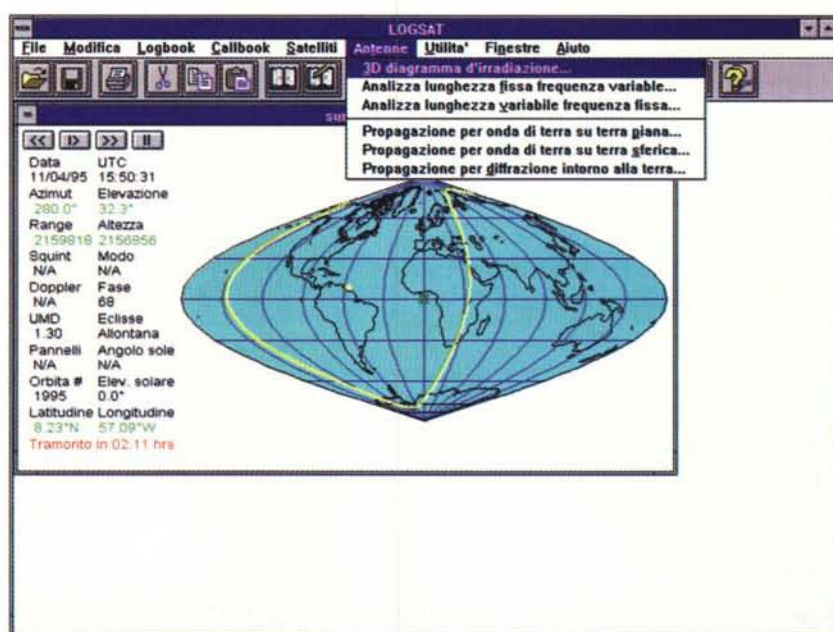 LOGSAT
File Modifica Logbook Callbook Satelliti Antenne Utilita' Finestre Aiuto
3D diagramma d'irradiazione...
Analizza lunghezza fissa frequenza variable...
Analizza lunghezza variabile frequenza fissa...
Propagazione per onda di terra su terra piana...
Propagazione per onda di terra su terra sferica...
Propagazione per diffrazione intorno alla terra...
<< I> >> II
Data UTC
11/04/95 15:50:31
Azimut Elevazione
280.0° 32.3°
Range Altezza
2159818 2156856
Squint Modo
N/A N/A
Doppler Fase
N/A 68
UMD Eclisse
1.30 Allontana
Pannelli Angolo sole
N/A N/A
Orbita # Elev. solare
1995 0.0°
Latitudine Longitudine
8.23°N 57.09°W
Tramonto in 02:11 hrs